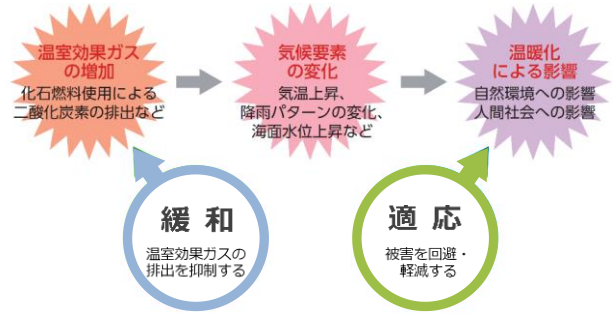 温室効果ガス
の増加
化石燃料使用による
二酸化炭素の排出など
気候要素
の変化
気温上昇、
降雨パターンの変化、
海面水位上昇など
温暖化
による影響
自然環境への影響
人間社会への影響
緩和
温室効果ガスの
排出を抑制する
適応
被害を回避・
軽減する